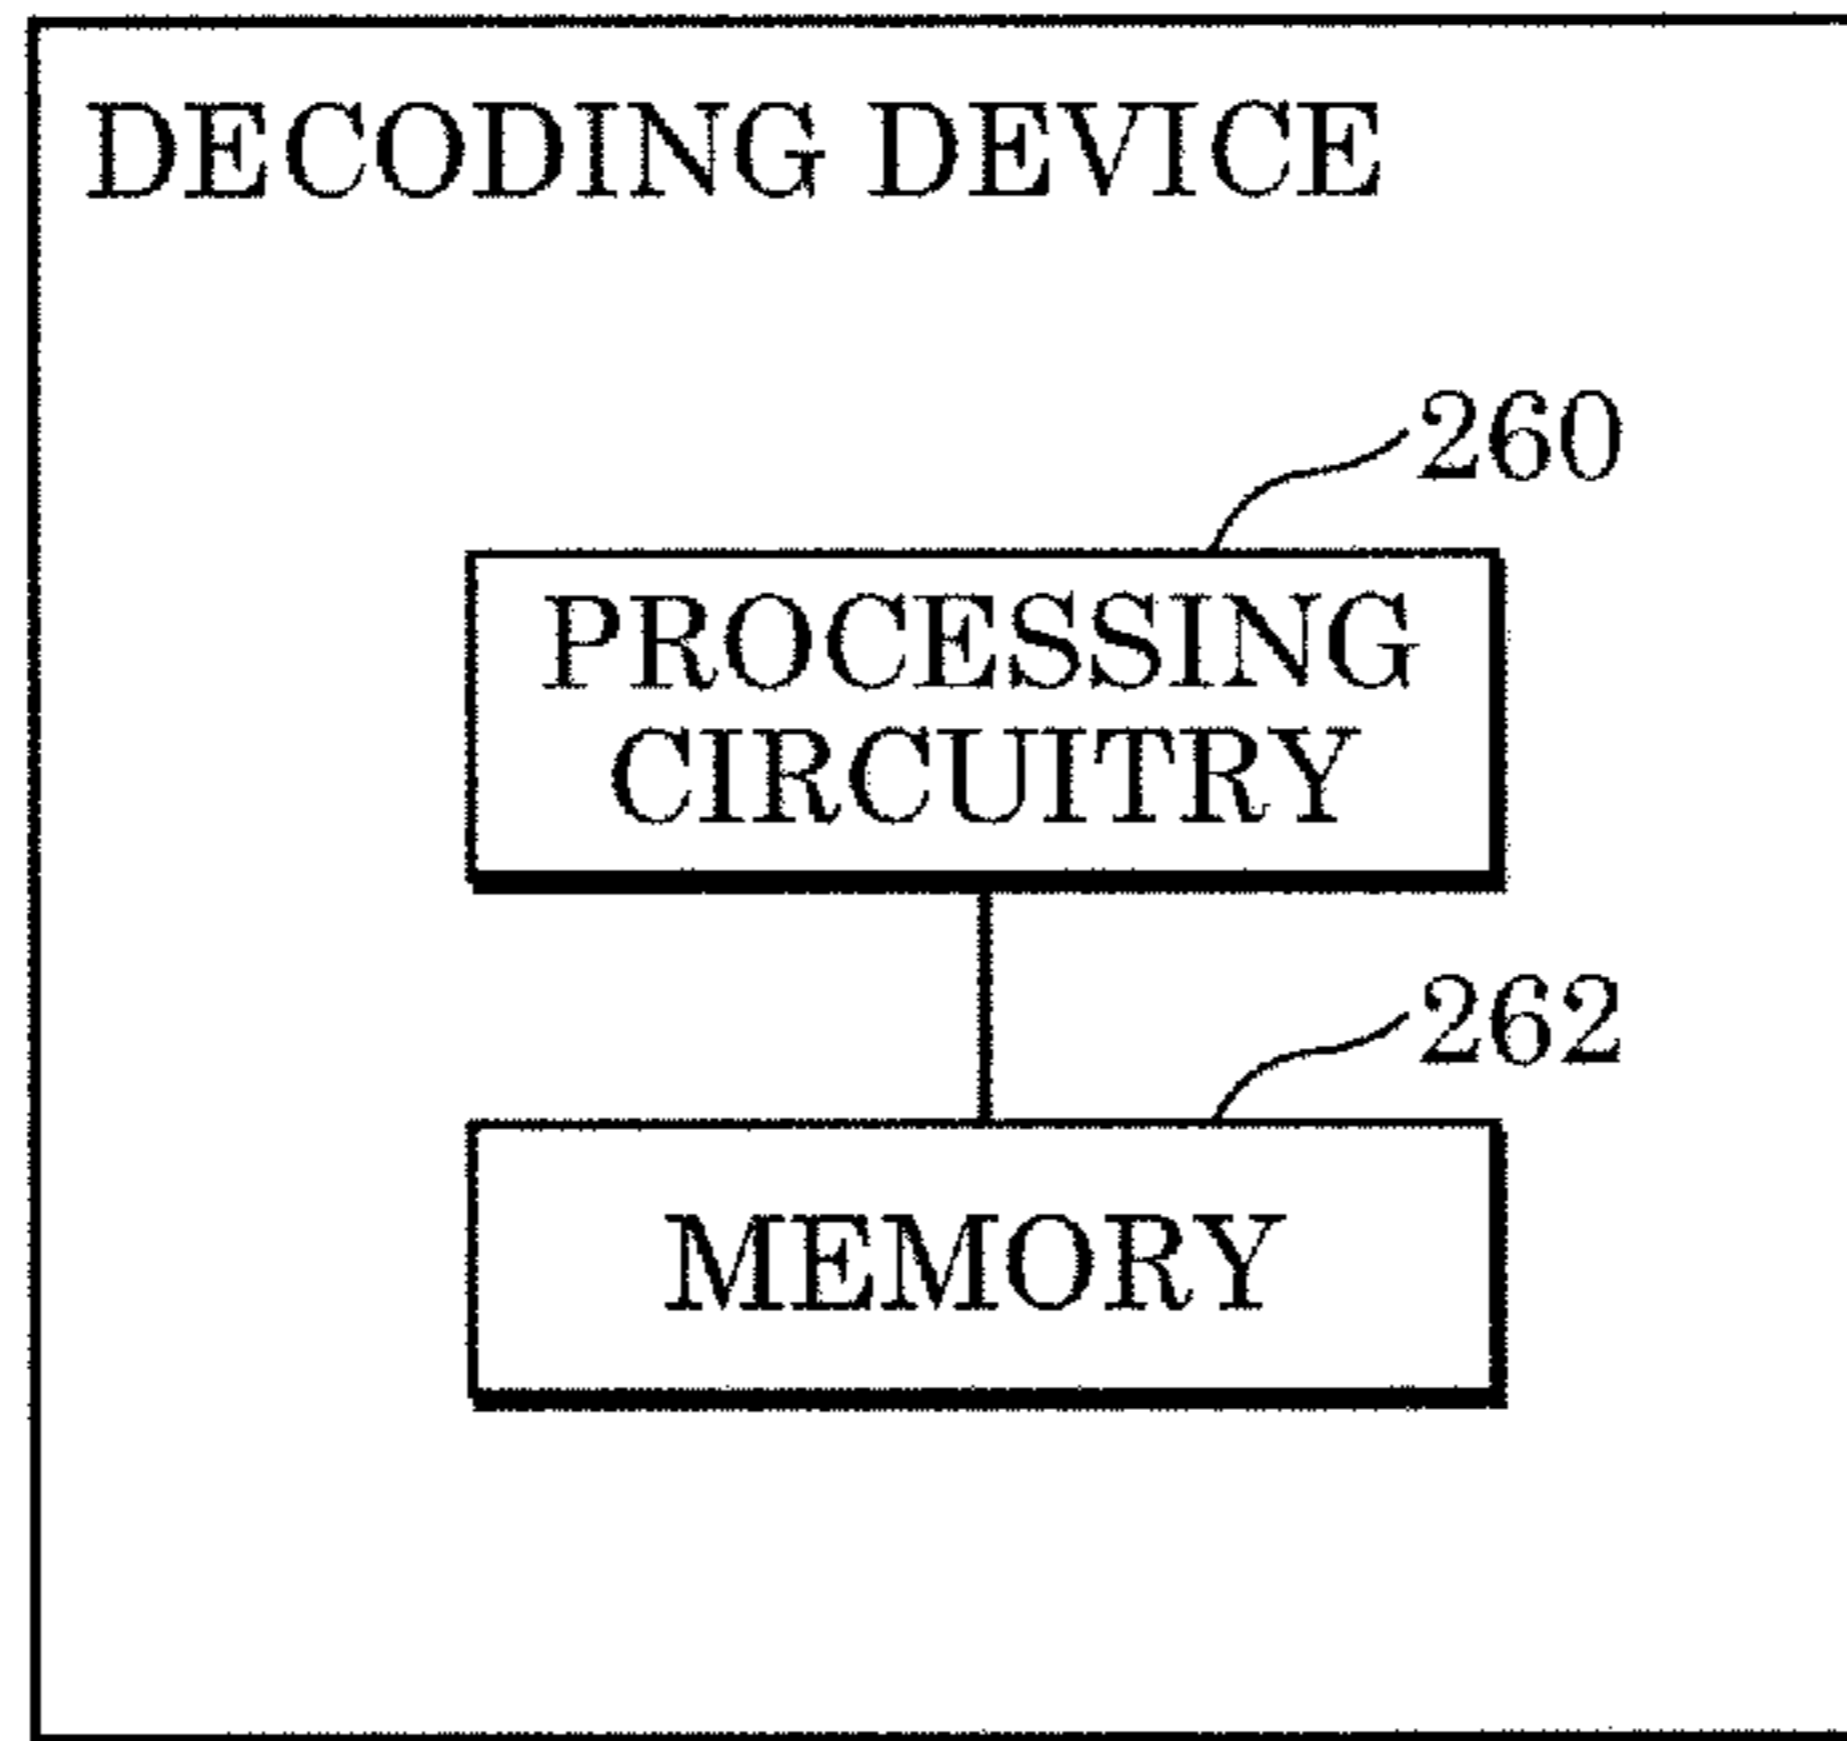 DECODING DEVICE
260
PROCESSING
CIRCUITRY
262
MEMORY